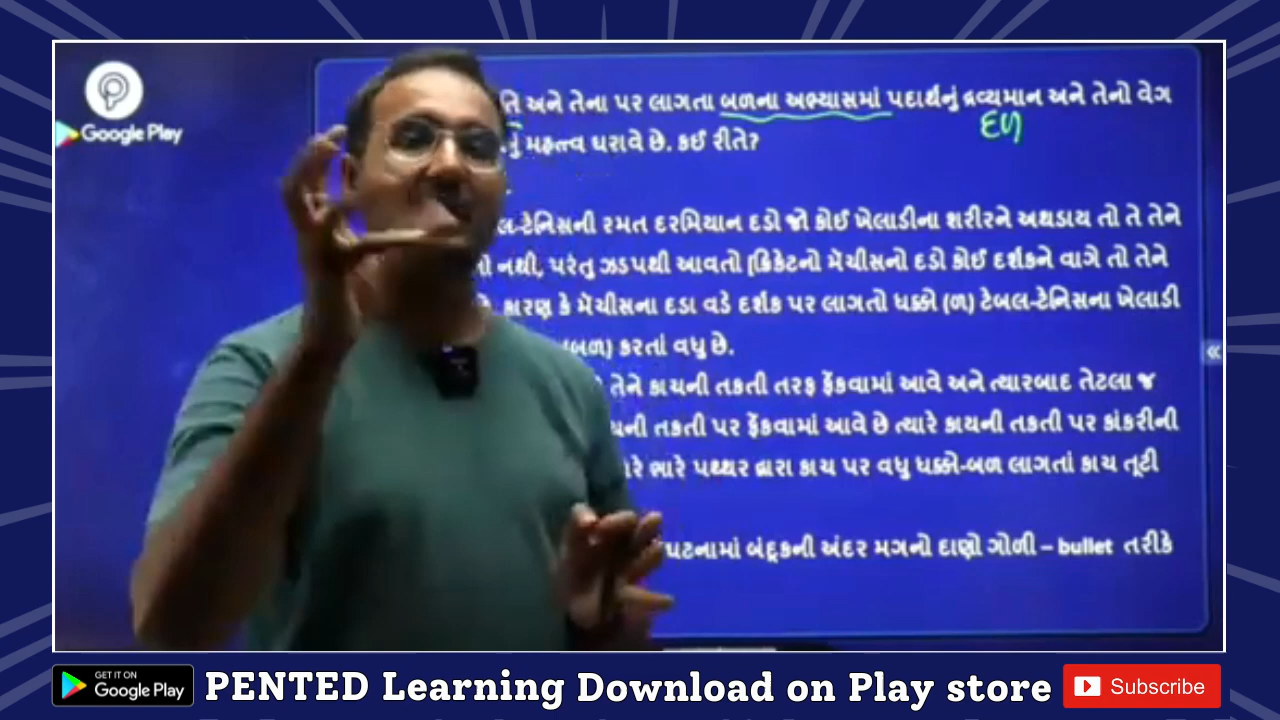 Google Play
અને તેના પર લાગતા બળના અભ્યાસમાં પદાર્થનું દ્રવ્યમાન અને તેનો વેગ
દળ
મહત્ત્વ ધરાવે છે. કઈ રીતે?
લ-ટેનિસની રમત દરમિયાન દડો જો કોઈ ખેલાડીના શરીરને અથડાય તો તે તેને
નથી, પરંતુ ઝડપથી આવતો ક્રિકેટનો મૅચીસનો દડો કોઈ દર્શકને વાગે તો તેને
કારણ કે મૅચીસના દડા વડે દર્શક પર લાગતો ધક્કો (ળ) ટેબલ-ટેનિસના ખેલાડી
(બળ) કરતાં વધુ છે.
તેને કાચની તકતી તરફ ફેંકવામાં આવે અને ત્યારબાદ તેટલા જ
ચની તકતી પર ફેંકવામાં આવે છે ત્યારે કાચની તકતી પર કાંકરીની
રે ભારે પથ્થર દ્વારા કાચ પર વધુ ધક્કો-બળ લાગતાં કાચ તૂટી
ઘટનામાં બંદૂકની અંદર મગનો દાણો ગોળી – bullet તરીકે
«
GET IT ON
Google Play
PENTED Learning Download on Play store
Subscribe